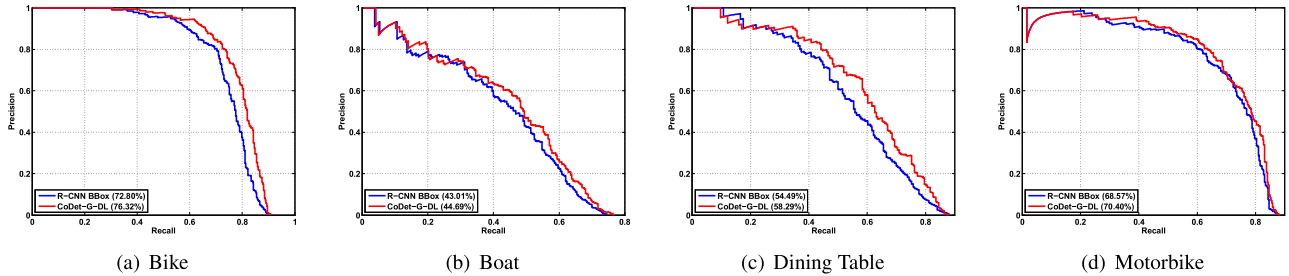 Precision
1
0.8
0.6
0.4
0.2
0
0 0.2 0.4 0.6 0.8 1
Recall
R−CNN BBox (72.80%)
CoDet−G−DL (76.32%)
(a) Bike
Precision
1
0.8
0.6
0.4
0.2
0
0 0.2 0.4 0.6 0.8
Recall
R−CNN BBox (43.01%)
CoDet−G−DL (44.69%)
(b) Boat
Precision
1
0.8
0.6
0.4
0.2
0
0 0.2 0.4 0.6 0.8
Recall
R−CNN BBox (54.49%)
CoDet−G−DL (58.29%)
(c) Dining Table
Precision
1
0.8
0.6
0.4
0.2
0
0 0.2 0.4 0.6 0.8
Recall
R−CNN BBox (68.57%)
CoDet−G−DL (70.40%)
(d) Motorbike